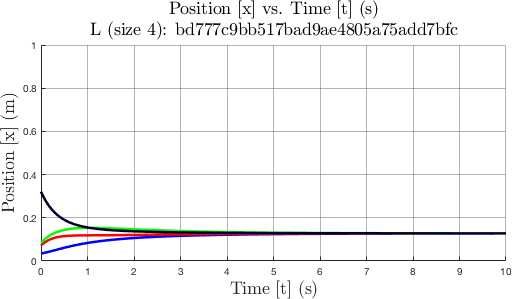 Position [x] vs. Time [t] (s)
L (size 4): bd777c9bb517bad9ae4805a75add7bfc
Position [x] (m)
1
0.8
0.6
0.4
0.2
0
0 1 2 3 4 5 6 7 8 9 10
Time [t] (s)